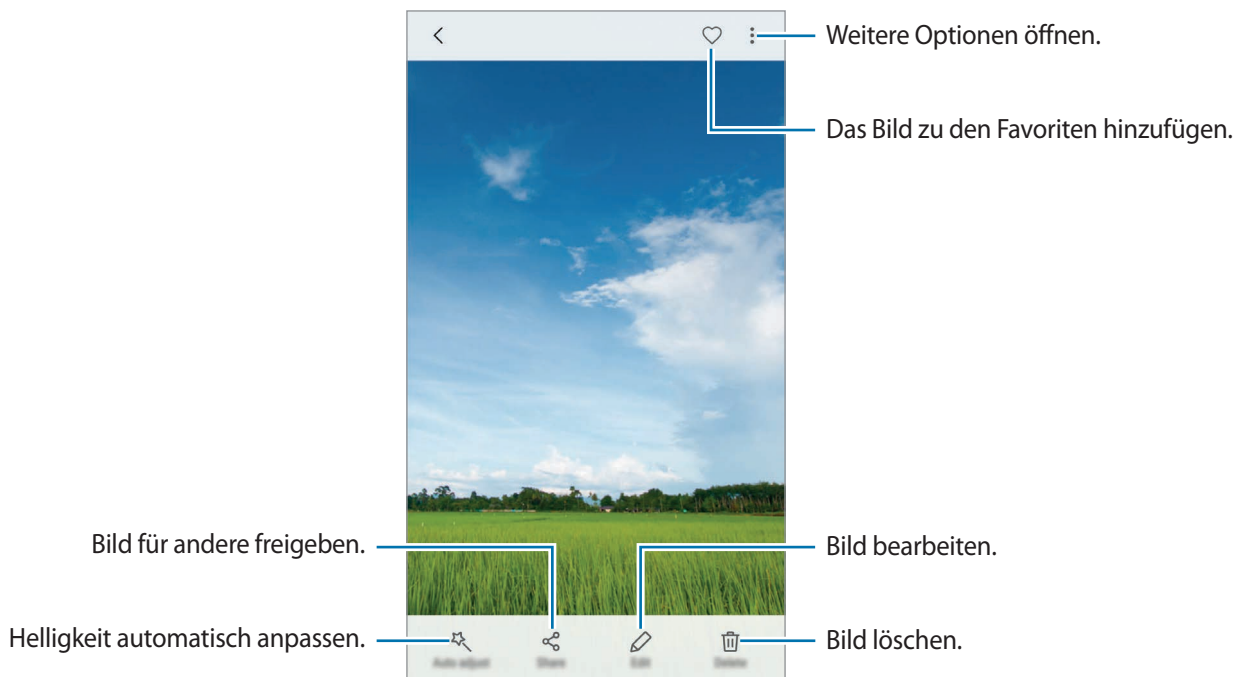 Weitere Optionen öffnen.
Das Bild zu den Favoriten hinzufügen.
Bild für andere freigeben.
Bild bearbeiten.
Helligkeit automatisch anpassen.
Bild löschen.
Auto adjust
Share
Edit
Delete